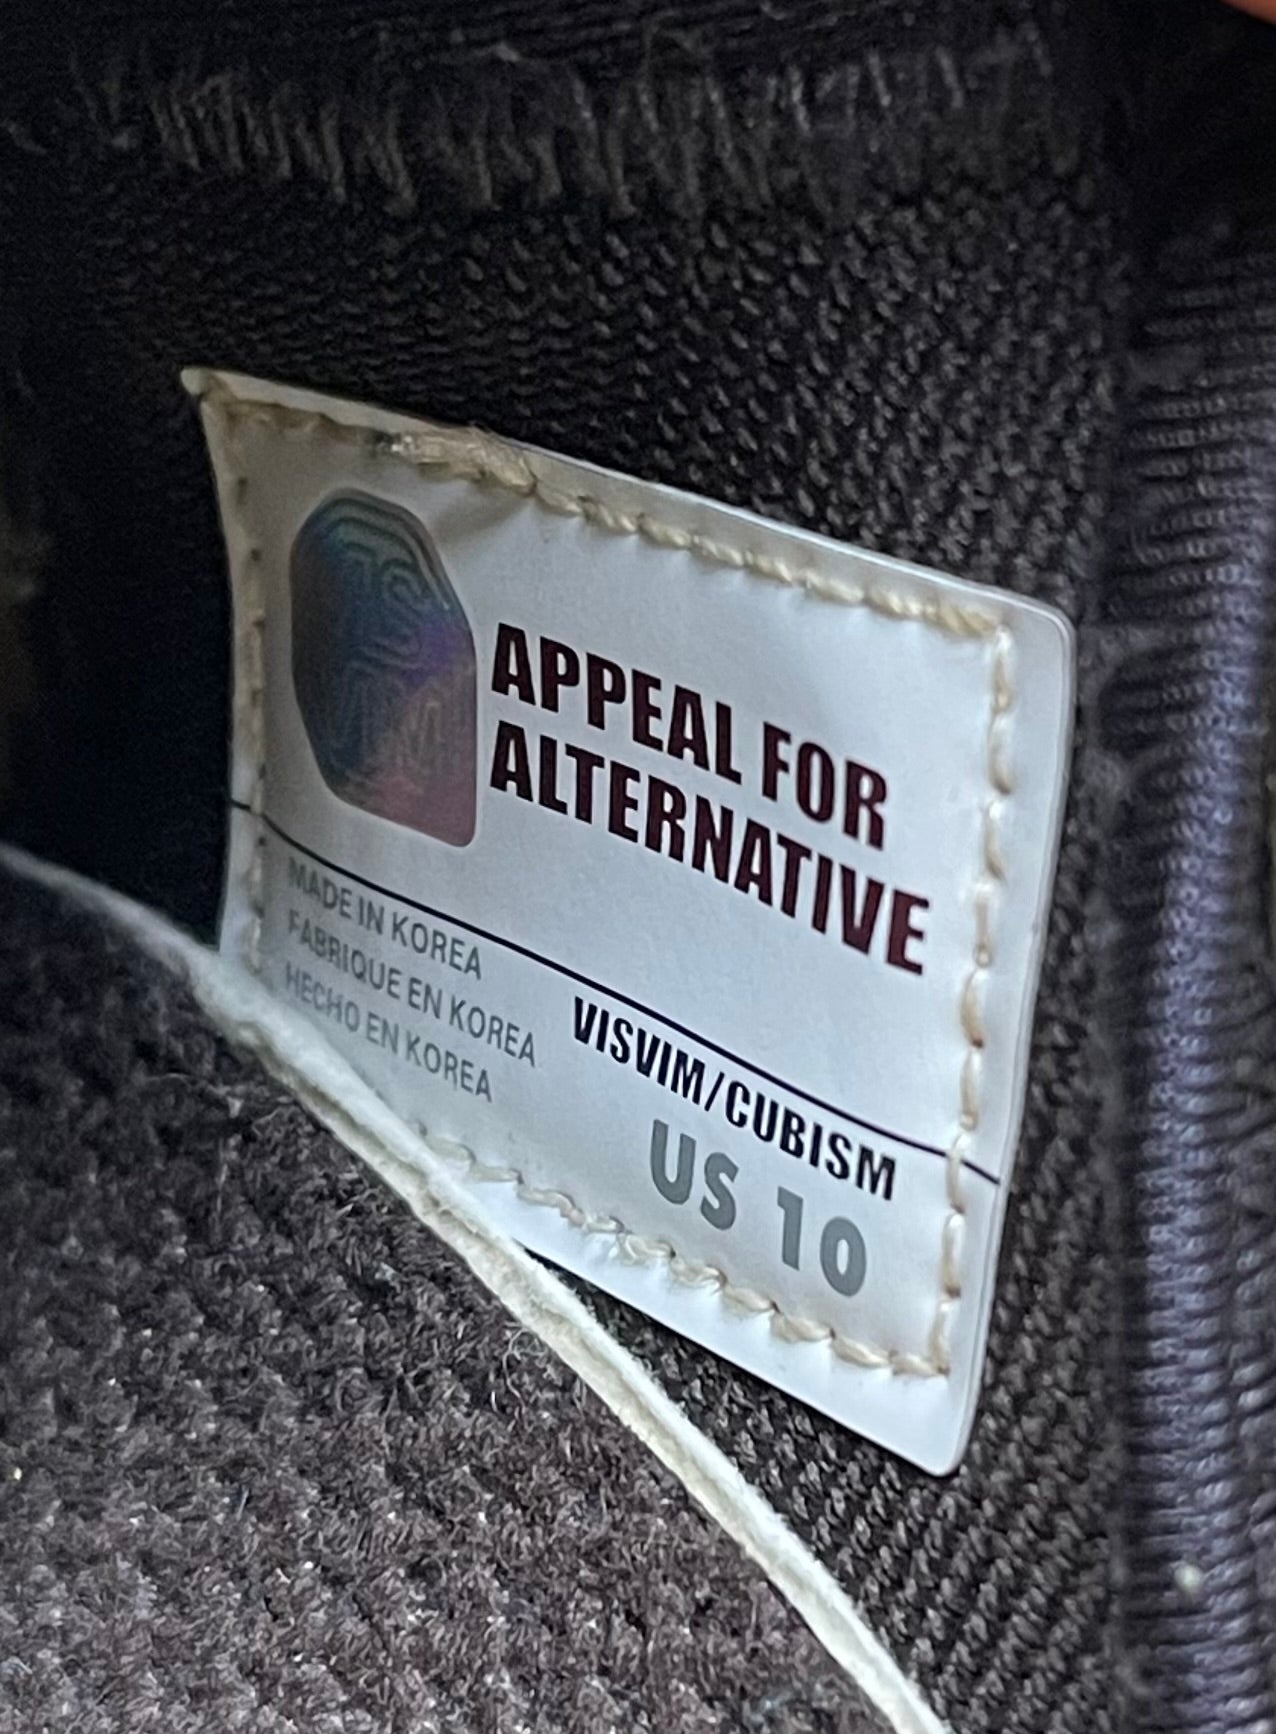 APPEAL FOR
ALTERNATIVE
MADE IN KOREA
FABRIQUE EN KOREA
HECHO EN KOREA
VISVIM/CUBISM
US 10